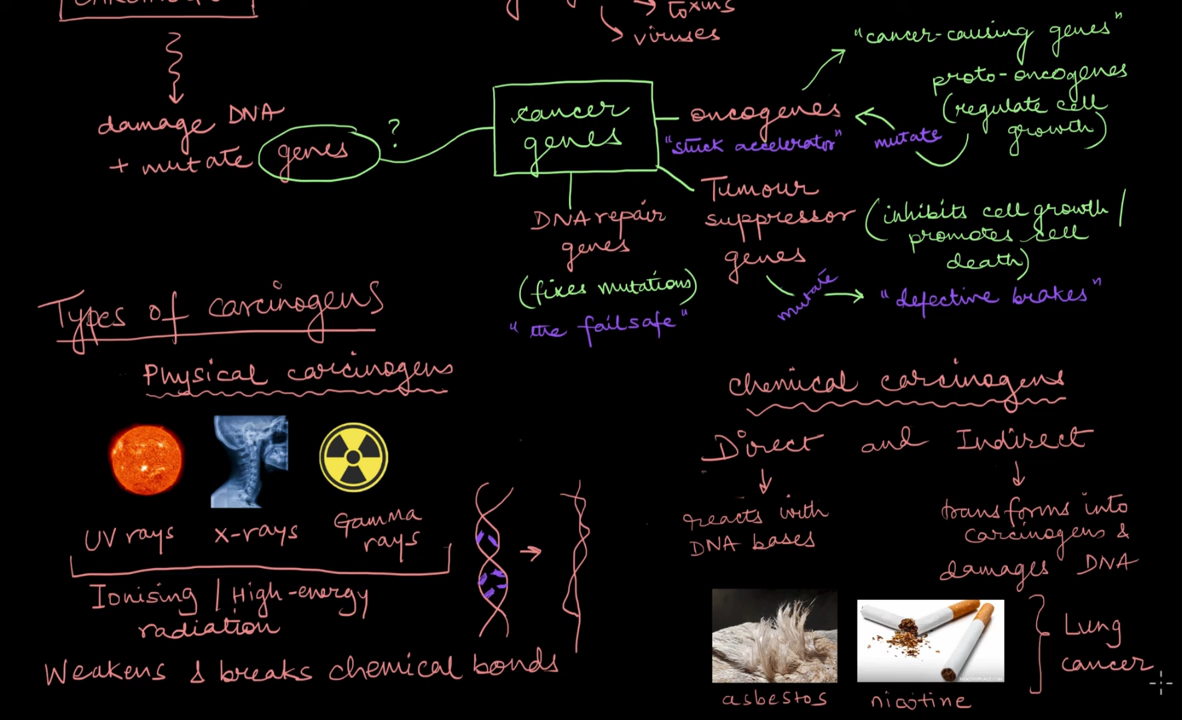 toxins
viruses
"cancer-causing genes"
proto-oncogenes
(regulate cell
growth)
mutate
cancer
genes
oncogenes
"stuck accelerator"
damage DNA
+ mutate genes
?
Tumour
suppressor
genes
(inhibits cell growth /
promotes cell
death)
mutate
"defective brakes"
DNA repair
genes
(fixes mutations)
"the failsafe"
Types of carcinogens
Physical carcinogens
UV rays
X-rays
Gamma
rays
Ionising / High-energy
radiation
Weakens & breaks chemical bonds
Chemical carcinogens
Direct and Indirect
reacts with
DNA bases
transforms into
carcinogens &
damages DNA
asbestos
nicotine
Lung
cancer